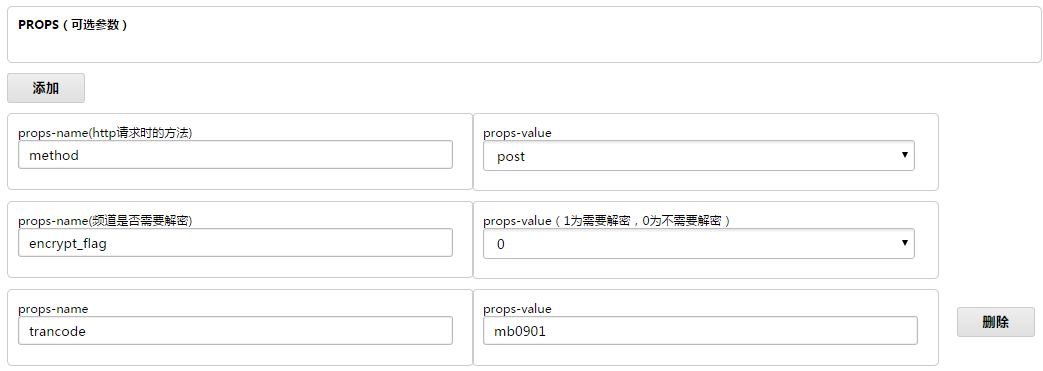 PROPS（可选参数）
添加
props-name(http请求时的方法)
props-value
method
post
props-name(频道是否需要解密)
props-value（1为需要解密，0为不需要解密）
encrypt_flag
0
props-name
props-value
trancode
mb0901
删除